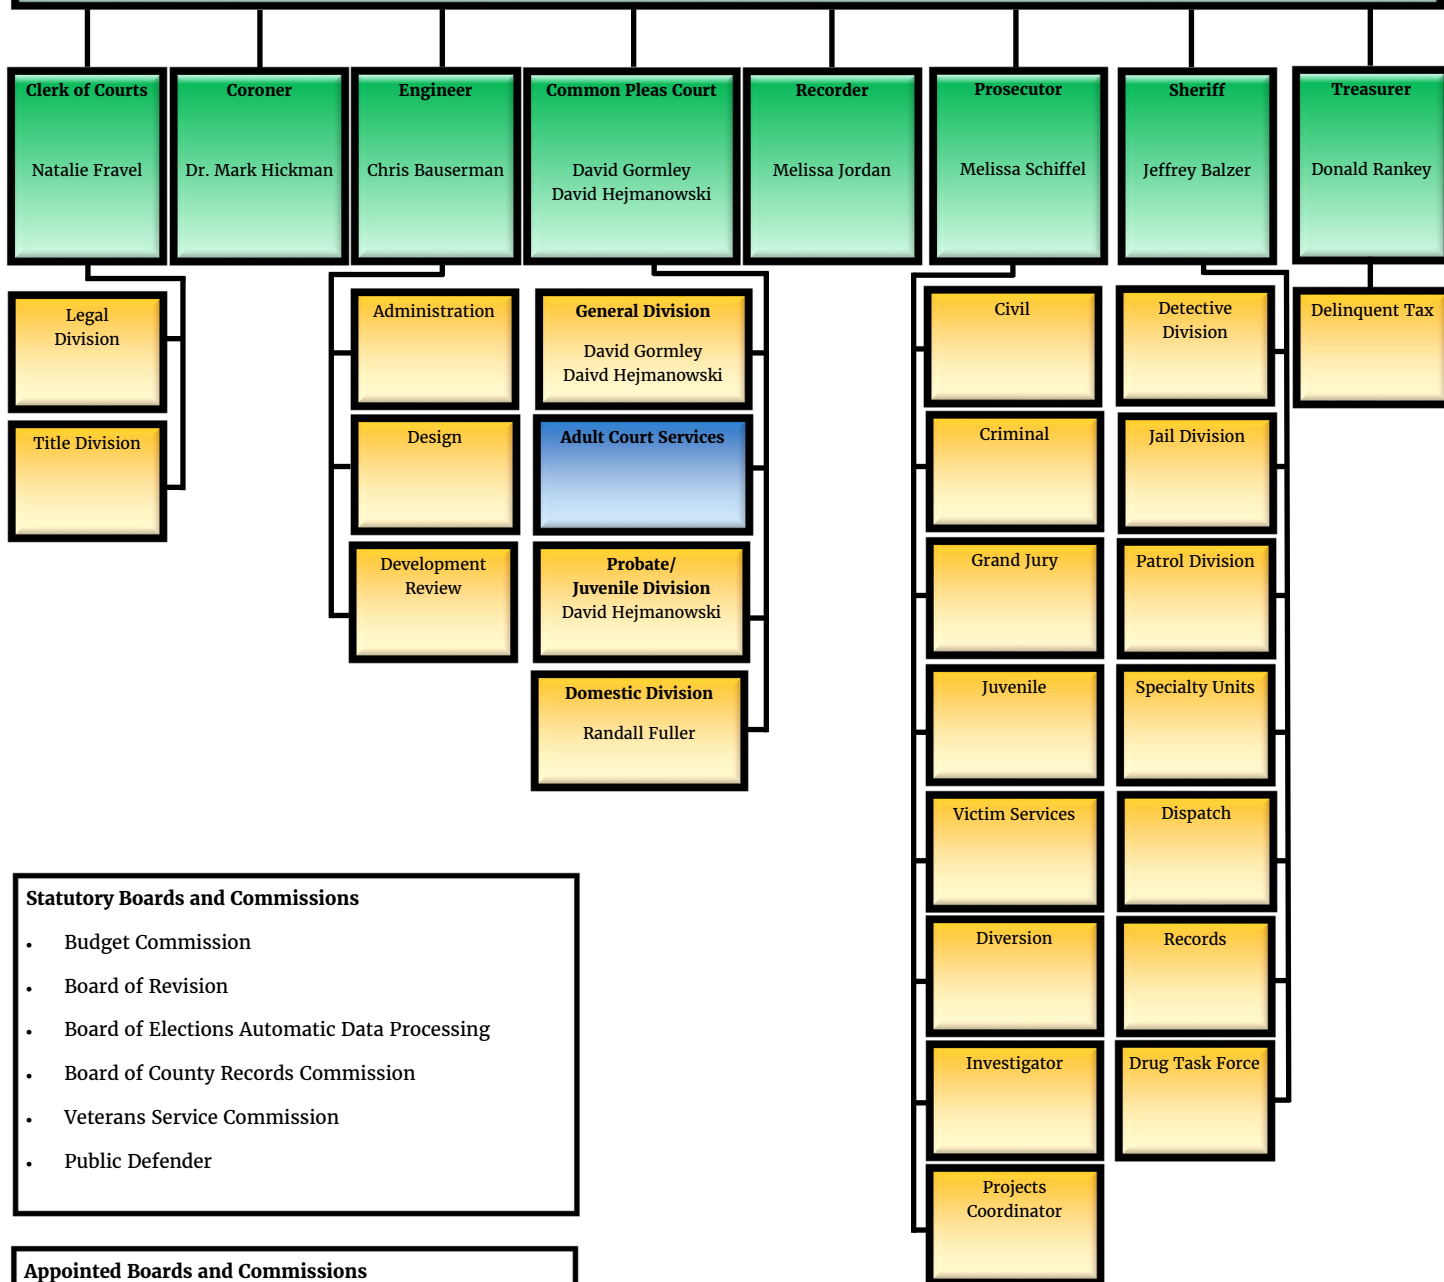 Clerk of Courts
Natalie Fravel
Coroner
Dr. Mark Hickman
Engineer
Chris Bauserman
Common Pleas Court
David Gormley
David Hejmanowski
Recorder
Melissa Jordan
Prosecutor
Melissa Schiffel
Sheriff
Jeffrey Balzer
Treasurer
Donald Rankey
Legal
Division
Title Division
Administration
Design
Development
Review
General Division
David Gormley
Daivd Hejmanowski
Adult Court Services
Probate/
Juvenile Division
David Hejmanowski
Domestic Division
Randall Fuller
Civil
Criminal
Grand Jury
Juvenile
Victim Services
Diversion
Investigator
Projects
Coordinator
Detective
Division
Jail Division
Patrol Division
Specialty Units
Dispatch
Records
Drug Task Force
Delinquent Tax
Statutory Boards and Commissions
• Budget Commission
• Board of Revision
• Board of Elections Automatic Data Processing
• Board of County Records Commission
• Veterans Service Commission
• Public Defender
Appointed Boards and Commissions